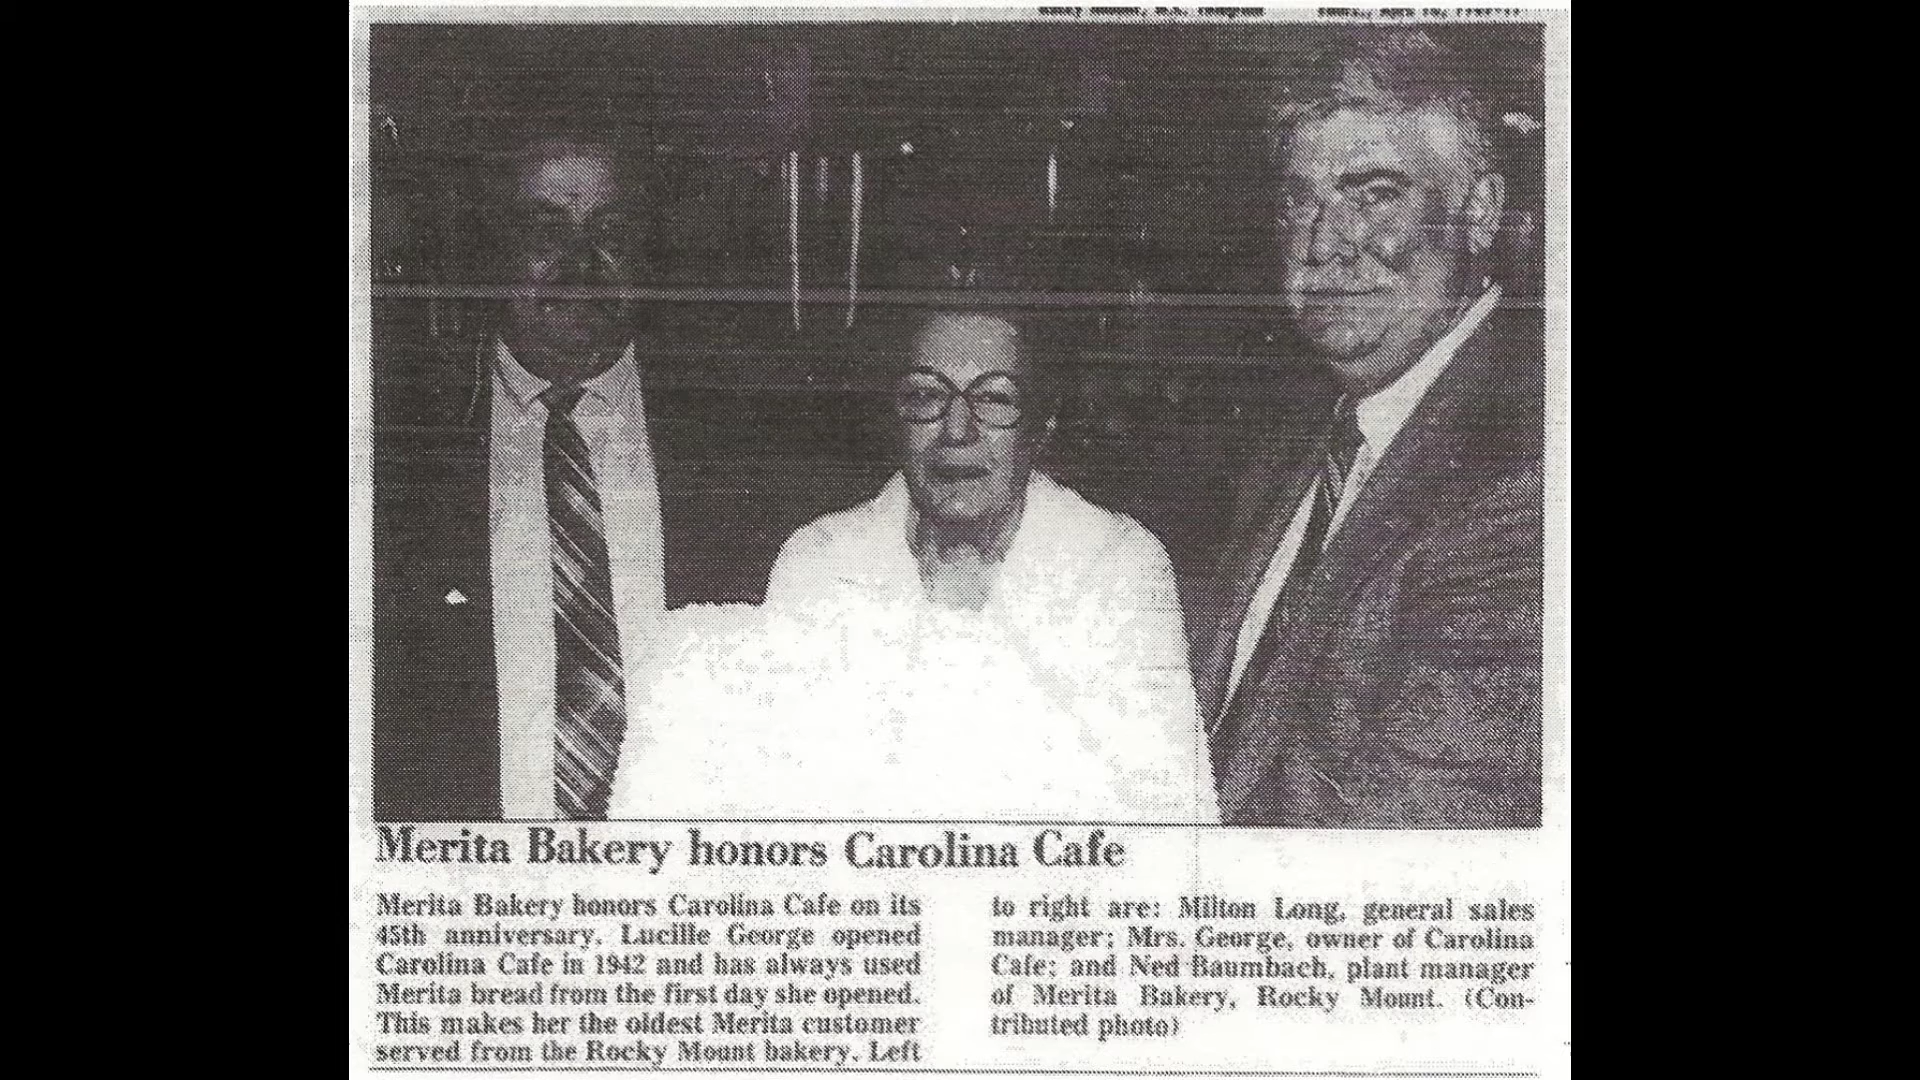 Merita Bakery honors Carolina Cafe
Merita Bakery honors Carolina Cafe on its
45th anniversary. Lucille George opened
Carolina Cafe in 1942 and has always used
Merita bread from the first day she opened.
This makes her the oldest Merita customer
served from the Rocky Mount bakery. Left
to right are: Milton Long, general sales
manager; Mrs. George, owner of Carolina
Cafe; and Ned Baumbach, plant manager
of Merita Bakery, Rocky Mount. (Con-
tributed photo)